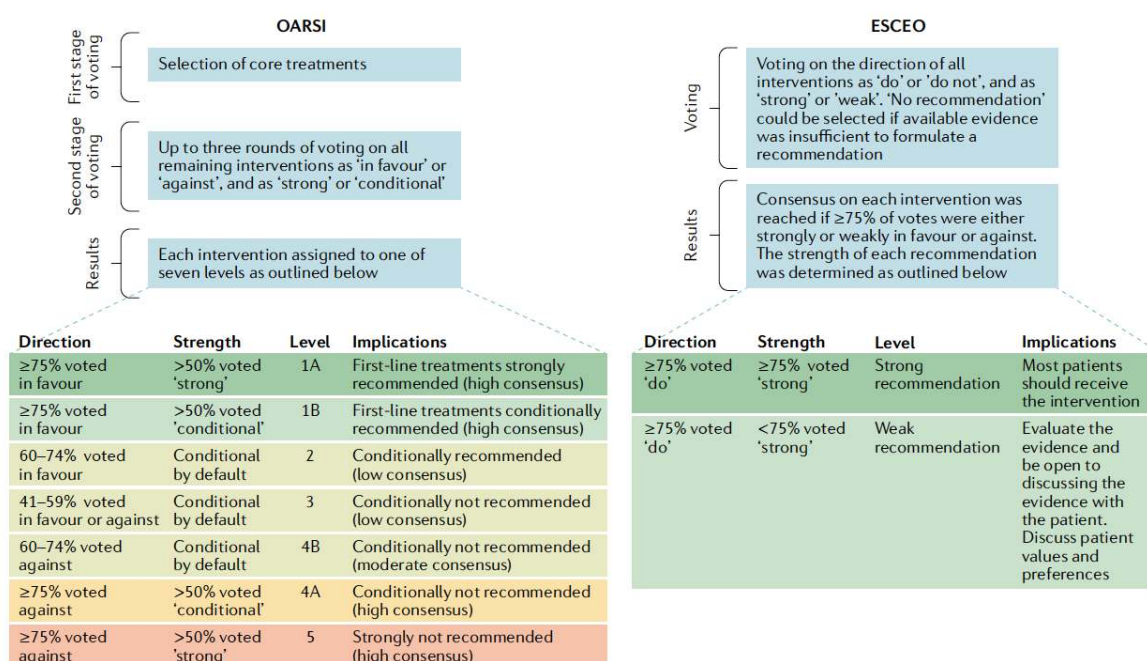 OARSI
First stage
of voting
Selection of core treatments
Second stage
of voting
Up to three rounds of voting on all
remaining interventions as ‘in favour’ or
‘against’, and as ‘strong’ or ‘conditional’
Results
Each intervention assigned to one of
seven levels as outlined below
Direction Strength Level Implications
≥75% voted >50% voted 1A First-line treatments strongly
in favour ‘strong’ recommended (high consensus)
≥75% voted >50% voted 1B First-line treatments conditionally
in favour ‘conditional’ recommended (high consensus)
60–74% voted Conditional 2 Conditionally recommended
in favour by default (low consensus)
41–59% voted Conditional 3 Conditionally not recommended
in favour or against by default (low consensus)
60–74% voted Conditional 4B Conditionally not recommended
against by default (moderate consensus)
≥75% voted >50% voted 4A Conditionally not recommended
against ‘conditional’ (high consensus)
≥75% voted >50% voted 5 Strongly not recommended
against ‘strong’ (high consensus)
ESCEO
Voting
Voting on the direction of all
interventions as ‘do’ or ’do not’, and as
‘strong’ or ’weak’. ‘No recommendation’
could be selected if available evidence
was insufficient to formulate a
recommendation
Results
Consensus on each intervention was
reached if ≥75% of votes were either
strongly or weakly in favour or against.
The strength of each recommendation
was determined as outlined below
Direction Strength Level Implications
≥75% voted ≥75% voted Strong Most patients
‘do’ ‘strong’ recommendation should receive
the intervention
≥75% voted <75% voted Weak Evaluate the
‘do’ ‘strong’ recommendation evidence and
be open to
discussing the
evidence with
the patient.
Discuss patient
values and
preferences